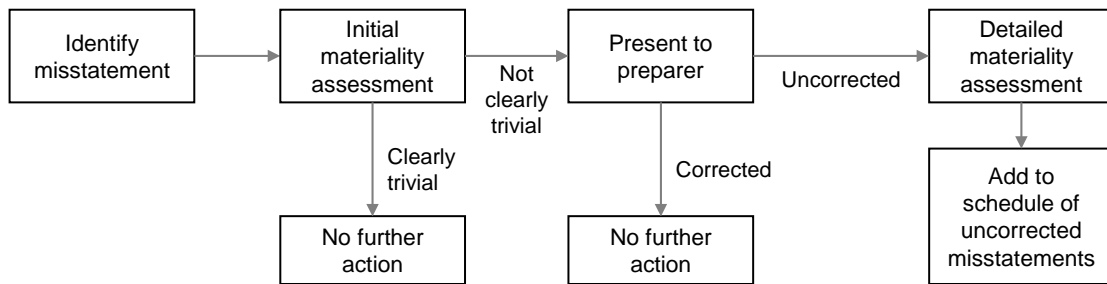 Identify
misstatement
Initial
materiality
assessment
Not
clearly
trivial
Present to
preparer
Uncorrected
Detailed
materiality
assessment
Clearly
trivial
Corrected
No further
action
No further
action
Add to
schedule of
uncorrected
misstatements